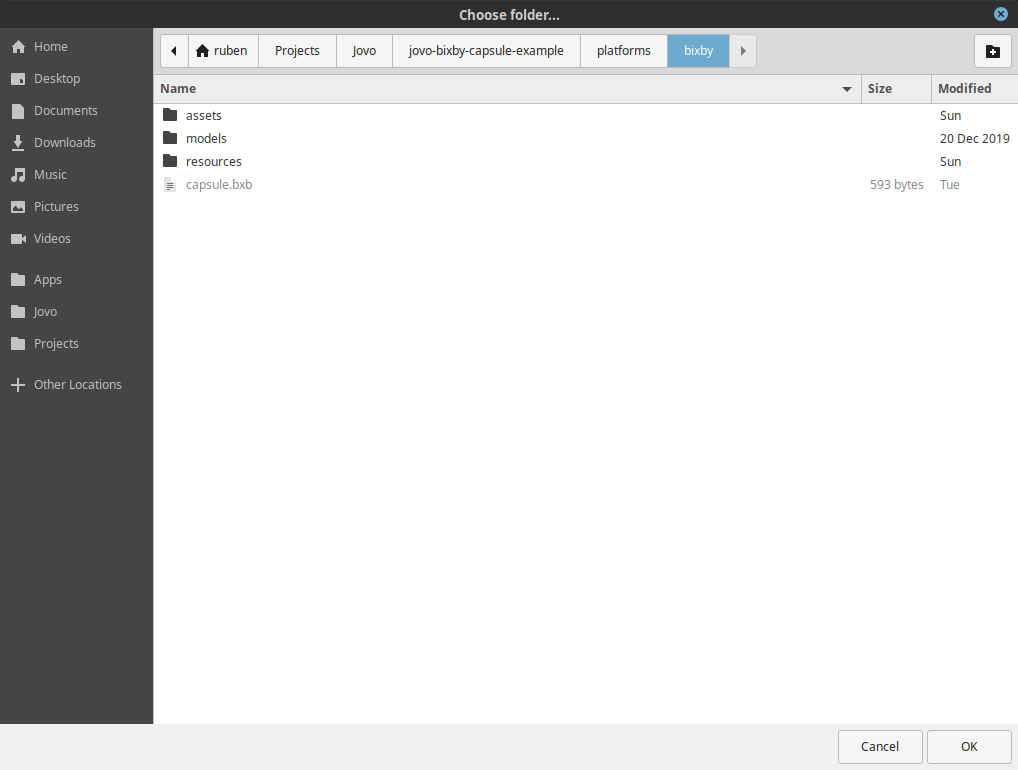 Choose folder...
Home
Desktop
Documents
Downloads
Music
Pictures
Videos
Apps
Jovo
Projects
Other Locations
ruben Projects Jovo jovo-bixby-capsule-example platforms bixby
Name Size Modified
assets Sun
models 20 Dec 2019
resources Sun
capsule.bxb 593 bytes Tue
Cancel OK